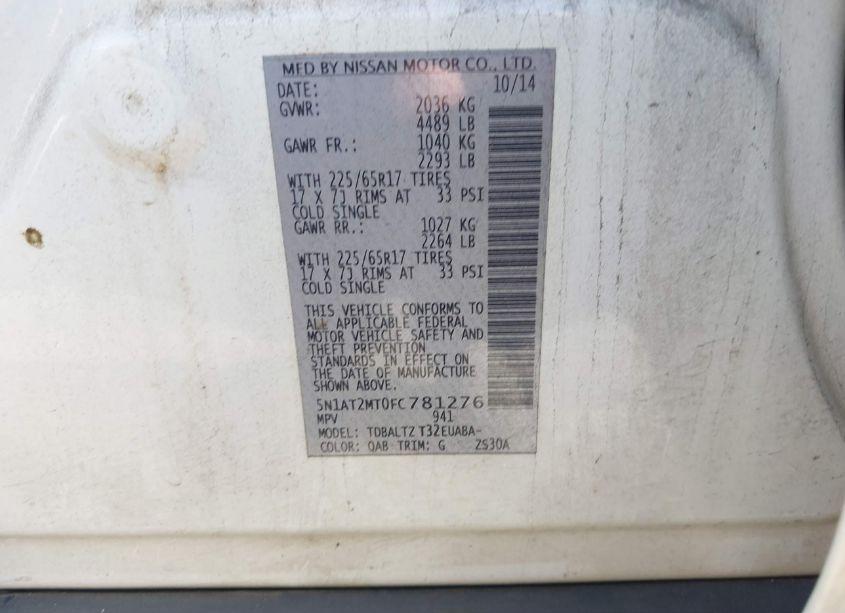 MFD BY NISSAN MOTOR CO., LTD.
DATE: 10/14
GVWR: 2036 KG
4489 LB
GAWR FR.: 1040 KG
2293 LB
WITH 225/65R17 TIRES
17 X 7J RIMS AT 33 PSI
COLD SINGLE
GAWR RR.: 1027 KG
2264 LB
WITH 225/65R17 TIRES
17 X 7J RIMS AT 33 PSI
COLD SINGLE
THIS VEHICLE CONFORMS TO
ALL APPLICABLE FEDERAL
MOTOR VEHICLE SAFETY AND
THEFT PREVENTION
STANDARDS IN EFFECT ON
THE DATE OF MANUFACTURE
SHOWN ABOVE.
5N1AT2MT0FC781276
MPV 941
MODEL: TDBALTZ T32EUABA-
COLOR: QAB TRIM: G 2S30A